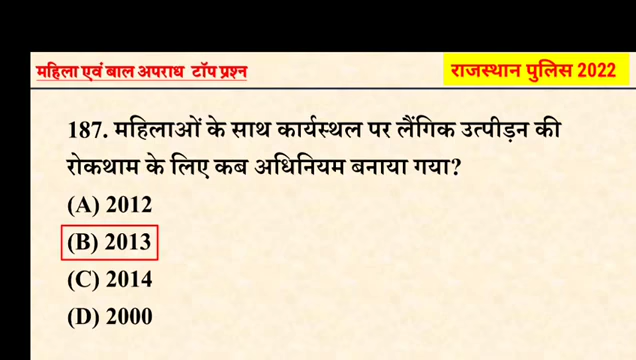 महिला एवं बाल अपराध टॉप प्रश्न
राजस्थान पुलिस 2022
187. महिलाओं के साथ कार्यस्थल पर लैंगिक उत्पीड़न की
रोकथाम के लिए कब अधिनियम बनाया गया?
(A) 2012
(B) 2013
(C) 2014
(D) 2000